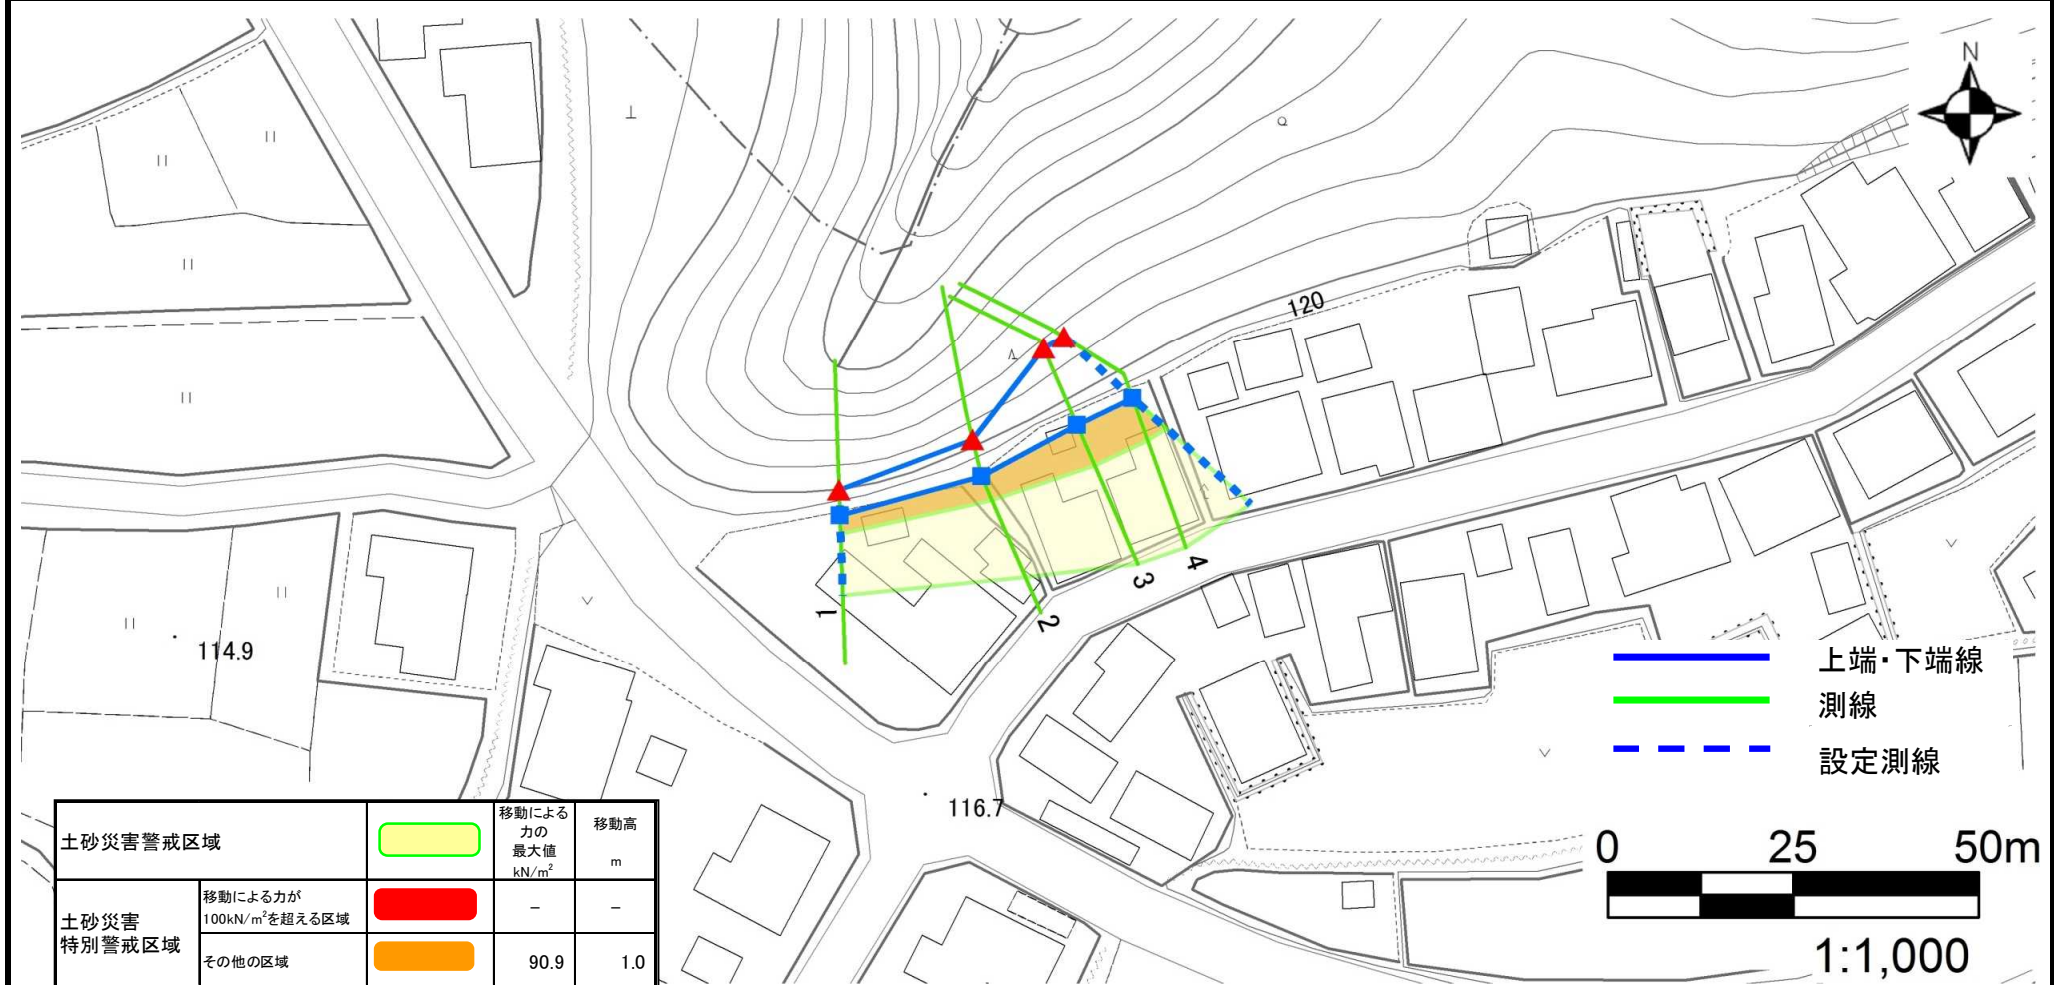 N
120
1
2
3
4
114.9
116.7
上端・下端線
測線
設定測線
0 25 50m
1:1,000
土砂災害警戒区域
移動による
力の
最大値
kN/m²
移動高
m
土砂災害
特別警戒区域
移動による力が
100kN/m²を超える区域
－ －
その他の区域
90.9 1.0